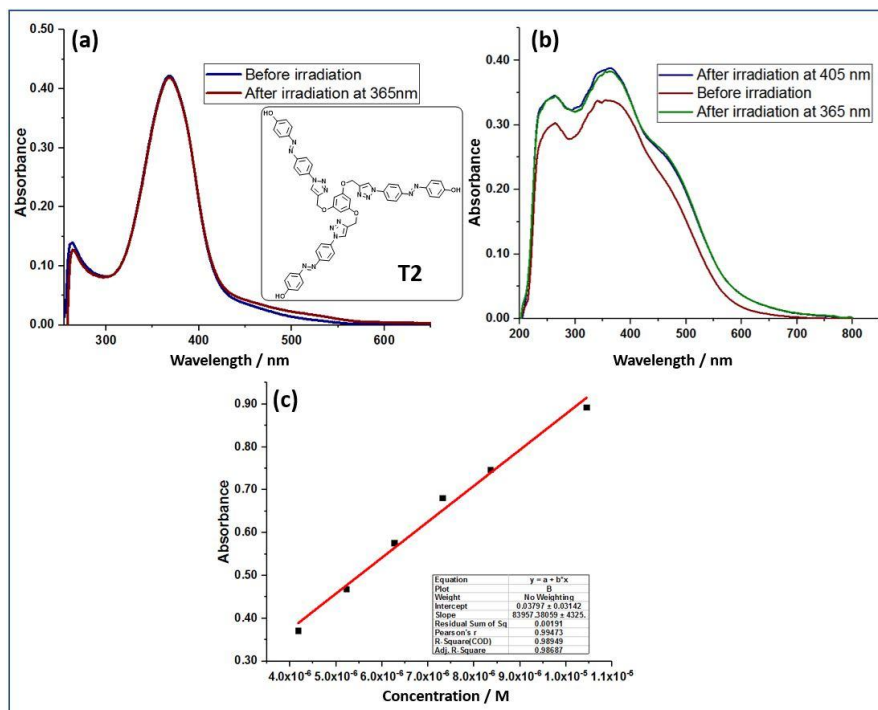 (a)
Before irradiation
After irradiation at 365nm
0.50
0.40
0.30
0.20
0.10
0.00
Absorbance
300
400
500
600
Wavelength / nm
HO
N
N
N
N
N
O
O
N
N
N
N
N
OH
O
N
N
N
N
N
HO
T2
(b)
After irradiation at 405 nm
Before irradiation
After irradiation at 365 nm
0.40
0.30
0.20
0.10
0.00
Absorbance
200
300
400
500
600
700
800
Wavelength / nm
(c)
0.90
0.80
0.70
0.60
0.50
0.40
0.30
Absorbance
Equation y = a + b*x
Plot B
Weight No Weighting
Intercept 0.03797 ± 0.03142
Slope 83957.38059 ± 4325.
Residual Sum of Sq 0.00191
Pearson's r 0.99473
R-Square(COD) 0.98949
Adj. R-Square 0.98687
4.0x10⁻⁶ 5.0x10⁻⁶ 6.0x10⁻⁶ 7.0x10⁻⁶ 8.0x10⁻⁶ 9.0x10⁻⁶ 1.0x10⁻⁵ 1.1x10⁻⁵
Concentration / M